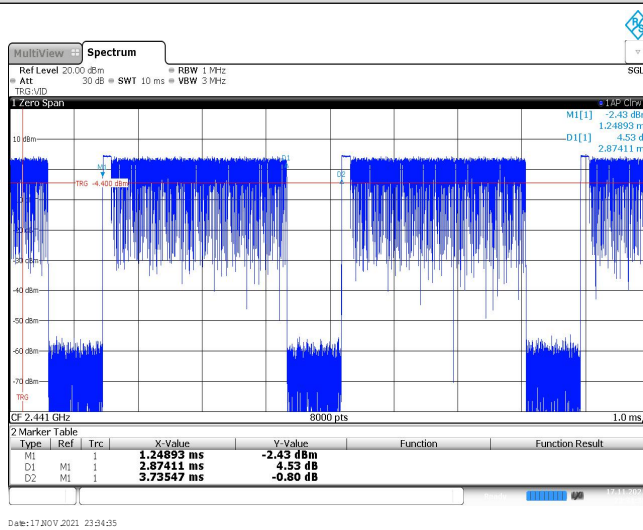 MultiView
Spectrum
Ref Level 20.00 dBm
RBW 1 MHz
SGL
Att 30 dB SWT 10 ms VBW 3 MHz
TRG:VID
1 Zero Span
1AP Clrw
M1[1] -2.43 dBm
1.24893 m
D1[1] 4.53 d
2.87411 m
10 dBm
M1
D1
D2
TRG -4.400 dBm
-40 dBm
-50 dBm
-60 dBm
-70 dBm
TRG
CF 2.441 GHz
8000 pts
1.0 ms/
2 Marker Table
Type Ref Trc X-Value Y-Value Function Function Result
M1 1 1.24893 ms -2.43 dBm
D1 M1 1 2.87411 ms 4.53 dB
D2 M1 1 3.73547 ms -0.80 dB
17.11.202
Date: 17.NOV.2021 23:34:35